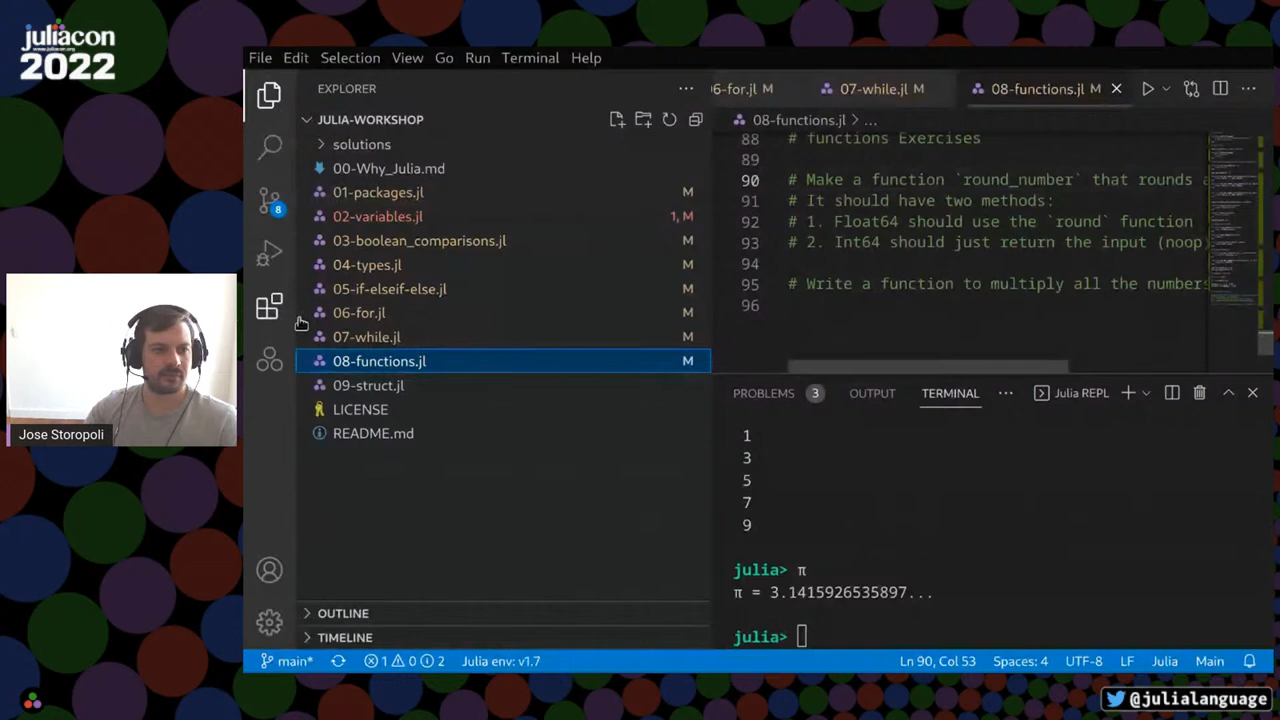 juliacon
www.juliacon.org
2022
File Edit Selection View Go Run Terminal Help
EXPLORER
JULIA-WORKSHOP
solutions
00-Why_Julia.md
01-packages.jl M
02-variables.jl 1, M
03-boolean_comparisons.jl M
04-types.jl M
05-if-elseif-else.jl M
06-for.jl M
07-while.jl M
08-functions.jl M
09-struct.jl
LICENSE
README.md
OUTLINE
TIMELINE
8
6-for.jl M 07-while.jl M 08-functions.jl M
08-functions.jl > ...
88 # functions Exercises
89
90 # Make a function `round_number` that rounds
91 # It should have two methods:
92 # 1. Float64 should use the `round` function
93 # 2. Int64 should just return the input (noop
94
95 # Write a function to multiply all the number
96
PROBLEMS 3 OUTPUT TERMINAL ... Julia REPL
1
3
5
7
9
julia> π
π = 3.1415926535897...
julia>
main* 1 0 2 Julia env: v1.7 Ln 90, Col 53 Spaces: 4 UTF-8 LF Julia Main
Jose Storopoli
@julialanguage